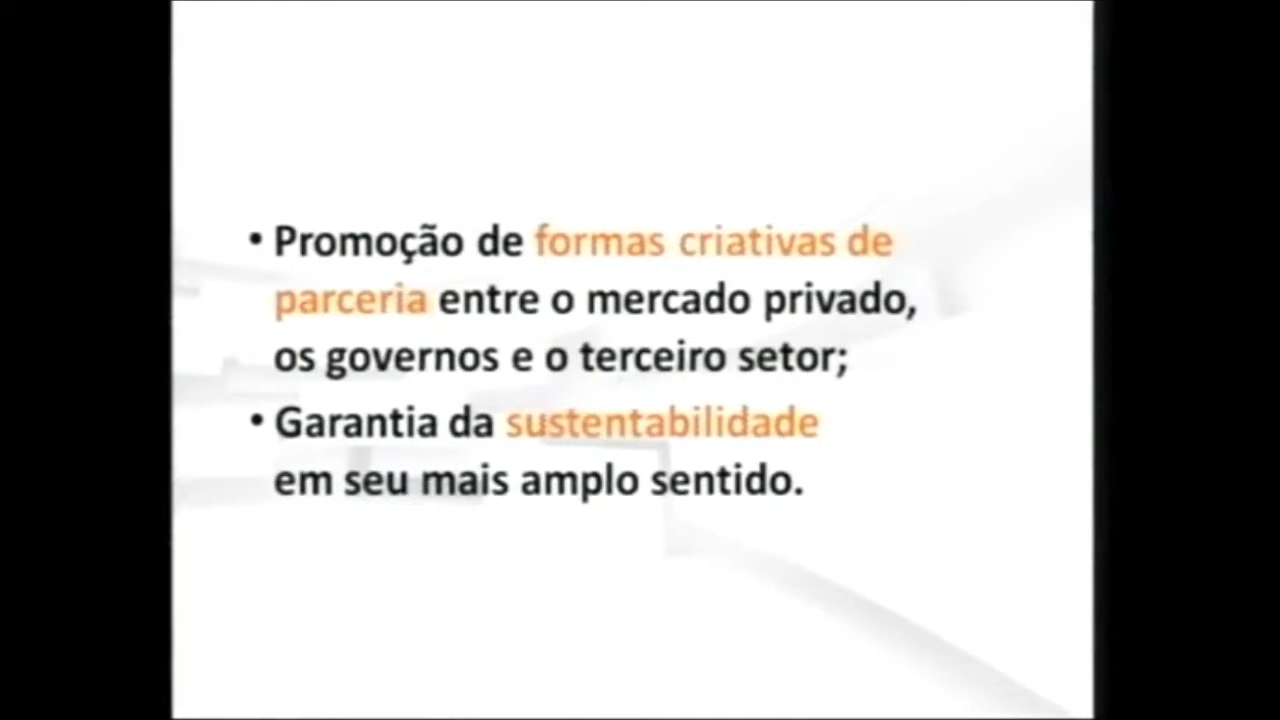 • Promoção de formas criativas de
parceria entre o mercado privado,
os governos e o terceiro setor;
• Garantia da sustentabilidade
em seu mais amplo sentido.